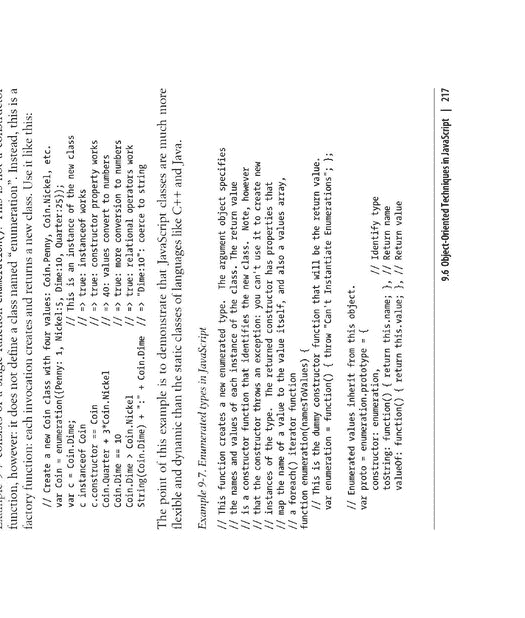 function, however: it does not define a class named "enumeration". Instead, this is a
factory function: each invocation creates and returns a new class. Use it like this:
// Create a new Coin class with four values: Coin.Penny, Coin.Nickel, etc.
var Coin = enumeration({Penny: 1, Nickel:5, Dime:10, Quarter:25});
var c = Coin.Dime; // This is an instance of the new class
c instanceof Coin // => true: instanceof works
c.constructor == Coin // => true: constructor property works
Coin.Quarter + 3*Coin.Nickel // => 40: values convert to numbers
Coin.Dime == 10 // => true: more conversion to numbers
Coin.Dime > Coin.Nickel // => true: relational operators work
String(Coin.Dime) + ":" + Coin.Dime // => "Dime:10": coerce to string
The point of this example is to demonstrate that JavaScript classes are much more
flexible and dynamic than the static classes of languages like C++ and Java.
Example 9-7. Enumerated types in JavaScript
// This function creates a new enumerated type. The argument object specifies
// the names and values of each instance of the class. The return value
// is a constructor function that identifies the new class. Note, however
// that the constructor throws an exception: you can't use it to create new
// instances of the type. The returned constructor has properties that
// map the name of a value to the value itself, and also a values array,
// a foreach() iterator function
function enumeration(namesToValues) {
// This is the dummy constructor function that will be the return value.
var enumeration = function() { throw "Can't Instantiate Enumerations"; };
// Enumerated values inherit from this object.
var proto = enumeration.prototype = {
constructor: enumeration, // Identify type
toString: function() { return this.name; }, // Return name
valueOf: function() { return this.value; }, // Return value
9.6 Object-Oriented Techniques in JavaScript | 217